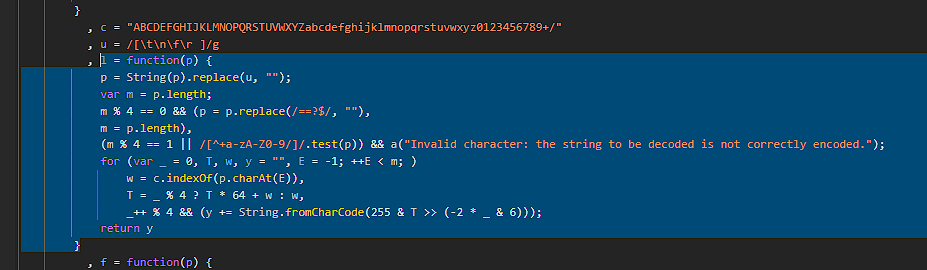 }
, c = "ABCDEFGHIJKLMNOPQRSTUVWXYZabcdefghijklmnopqrstuvwxyz0123456789+/"
, u = /[\t\n\f\r ]/g
, l = function(p) {
p = String(p).replace(u, "");
var m = p.length;
m % 4 == 0 && (p = p.replace(/==?$/, ""),
m = p.length),
(m % 4 == 1 || /[^+a-zA-Z0-9/]/.test(p)) && a("Invalid character: the string to be decoded is not correctly encoded.");
for (var _ = 0, T, w, y = "", E = -1; ++E < m; )
w = c.indexOf(p.charAt(E)),
T = _ % 4 ? T * 64 + w : w,
_++ % 4 && (y += String.fromCharCode(255 & T >> (-2 * _ & 6)));
return y
}
, f = function(p) {